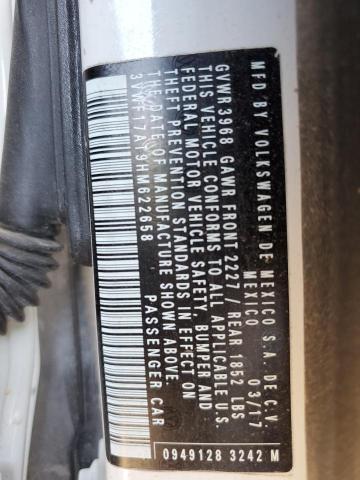 MFD BY VOLKSWAGEN DE MEXICO S.A. DE C.V.
MEXICO 03/17
GVWR3968 GAWR FRONT 2227 / REAR 1852 LBS
THIS VEHICLE CONFORMS TO ALL APPLICABLE U.S.
FEDERAL MOTOR VEHICLE SAFETY, BUMPER AND
THEFT PREVENTION STANDARDS IN EFFECT ON
THE DATE OF MANUFACTURE SHOWN ABOVE
3VWF17AT9HM622658 PASSENGER CAR
0949128 3242 M